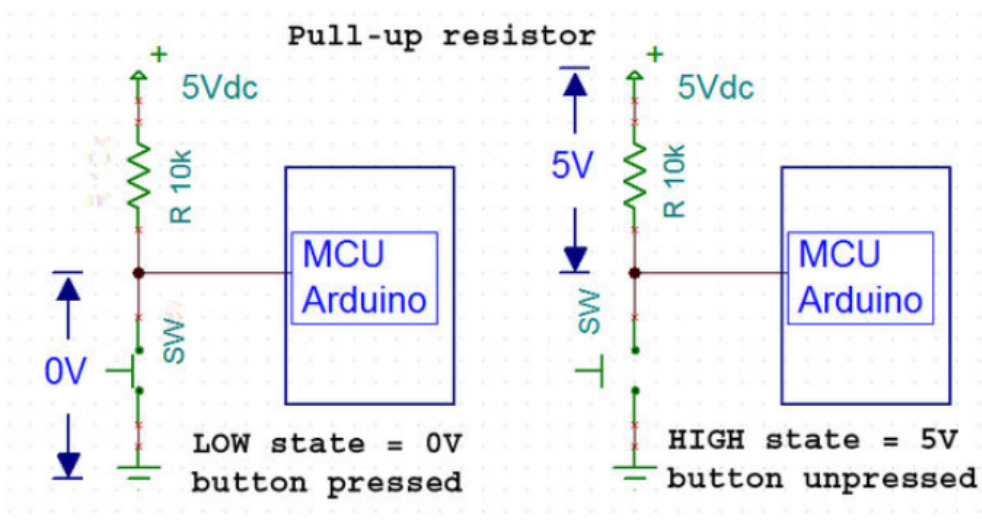 Pull-up resistor
+
5Vdc
R 10k
MCU
Arduino
SW
0V
LOW state = 0V
button pressed
+
5Vdc
5V
R 10k
MCU
Arduino
SW
HIGH state = 5V
button unpressed